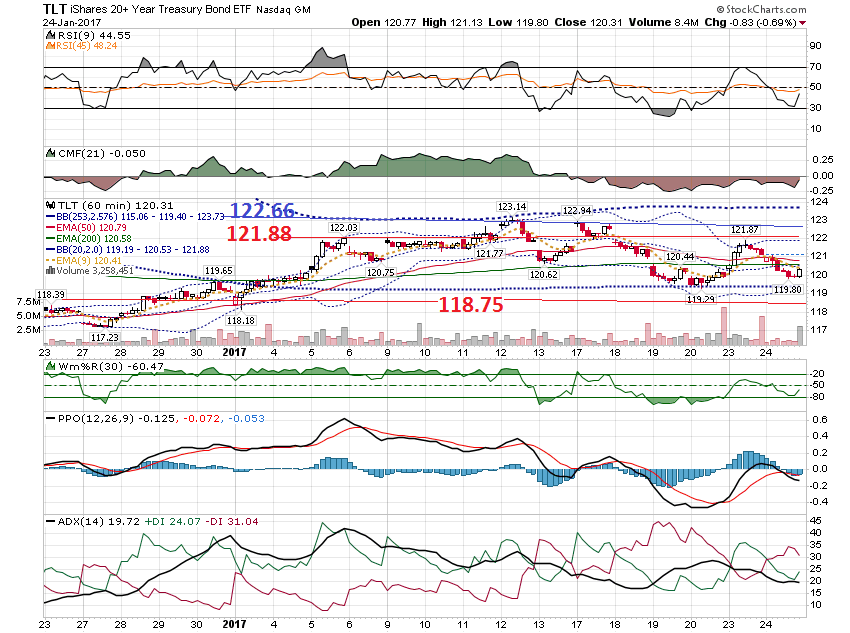 TLT iShares 20+ Year Treasury Bond ETF Nasdaq GM © StockCharts.com
24-Jan-2017 Open 120.77 High 121.13 Low 119.80 Close 120.31 Volume 8.4M Chg -0.83 (-0.69%)
RSI(9) 44.55
RSI(45) 48.24
90
70
50
30
10
CMF(21) -0.050
0.25
0.00
-0.25
TLT (60 min) 120.31
BB(253,2.576) 115.06 - 119.40 - 123.73
EMA(50) 120.79
EMA(200) 120.58
BB(20,2.0) 119.19 - 120.53 - 121.88
EMA(9) 120.41
Volume 3,258,451
122.66
121.88
118.75
123.14
122.94
122.03
121.87
121.77
120.75
120.62
120.44
119.80
119.65
119.29
118.39
118.18
117.23
124
123
122
121
120
119
118
117
7.5M
5.0M
2.5M
23 27 28 29 30 2017 4 5 6 9 10 11 12 13 17 18 19 20 23 24
Wm%R(30) -60.47
-20
-50
-80
PPO(12,26,9) -0.125, -0.072, -0.053
0.6
0.4
0.2
0.0
-0.2
-0.4
ADX(14) 19.72 +DI 24.07 -DI 31.04
45
40
35
30
25
20
15
10
23 27 28 29 30 2017 4 5 6 9 10 11 12 13 17 18 19 20 23 24